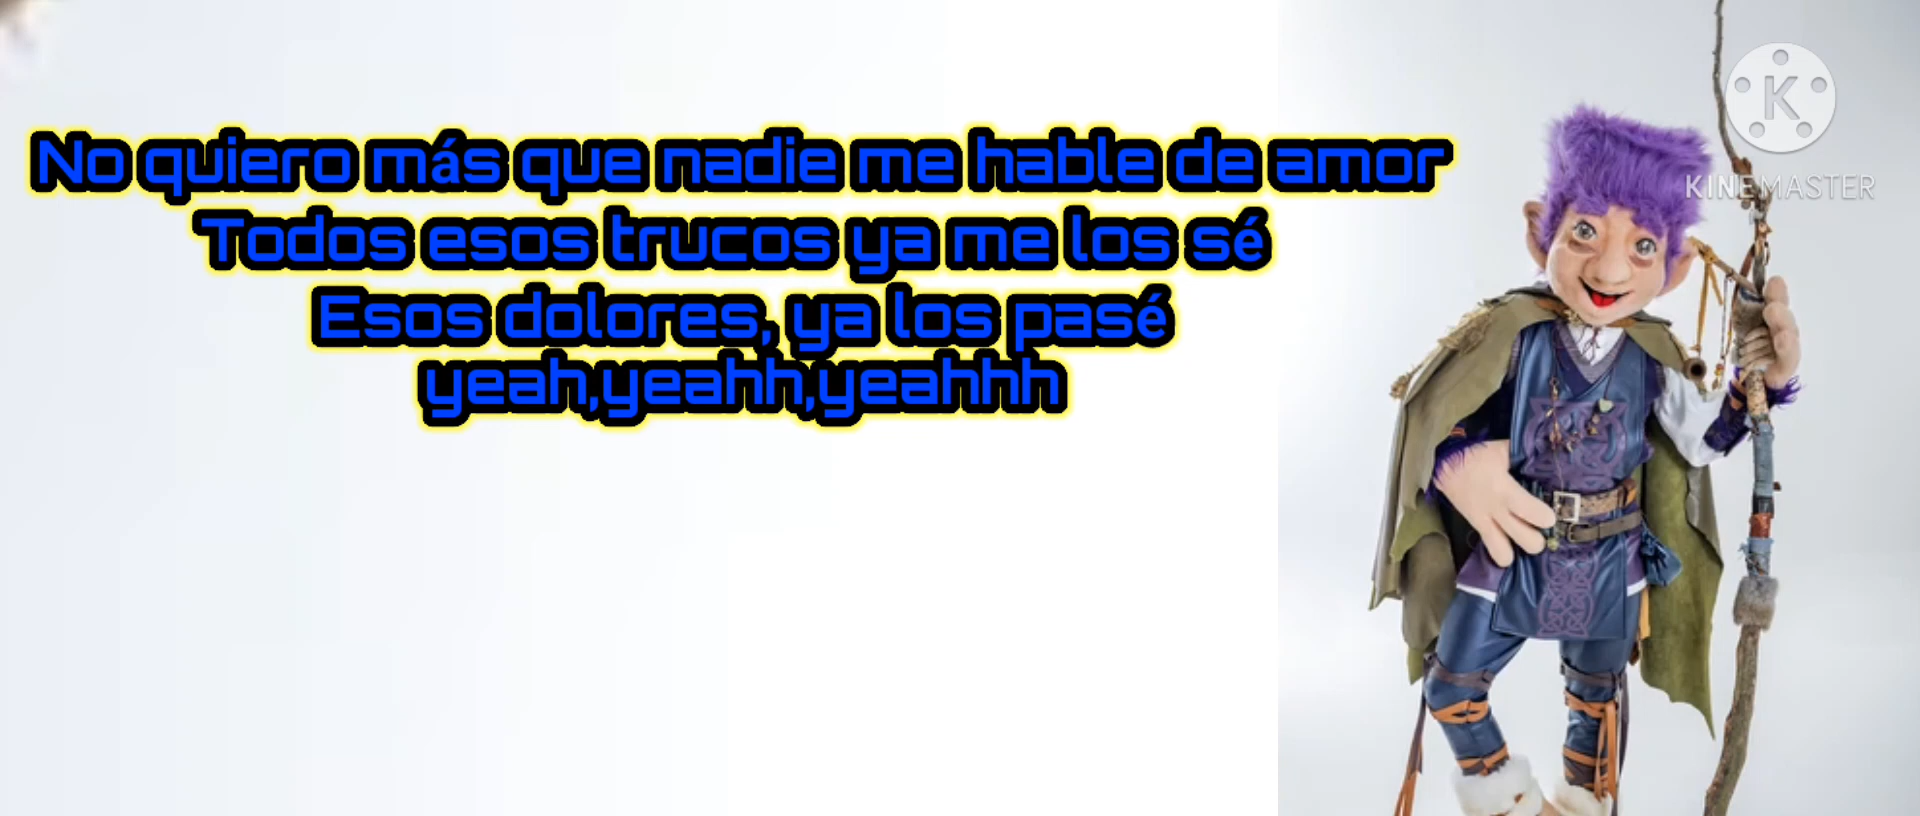 No quiero más que nadie me hable de amor
Todos esos trucos ya me los sé
Esos dolores, ya los pasé
yeah,yeahh,yeahhh
K
KINEMASTER